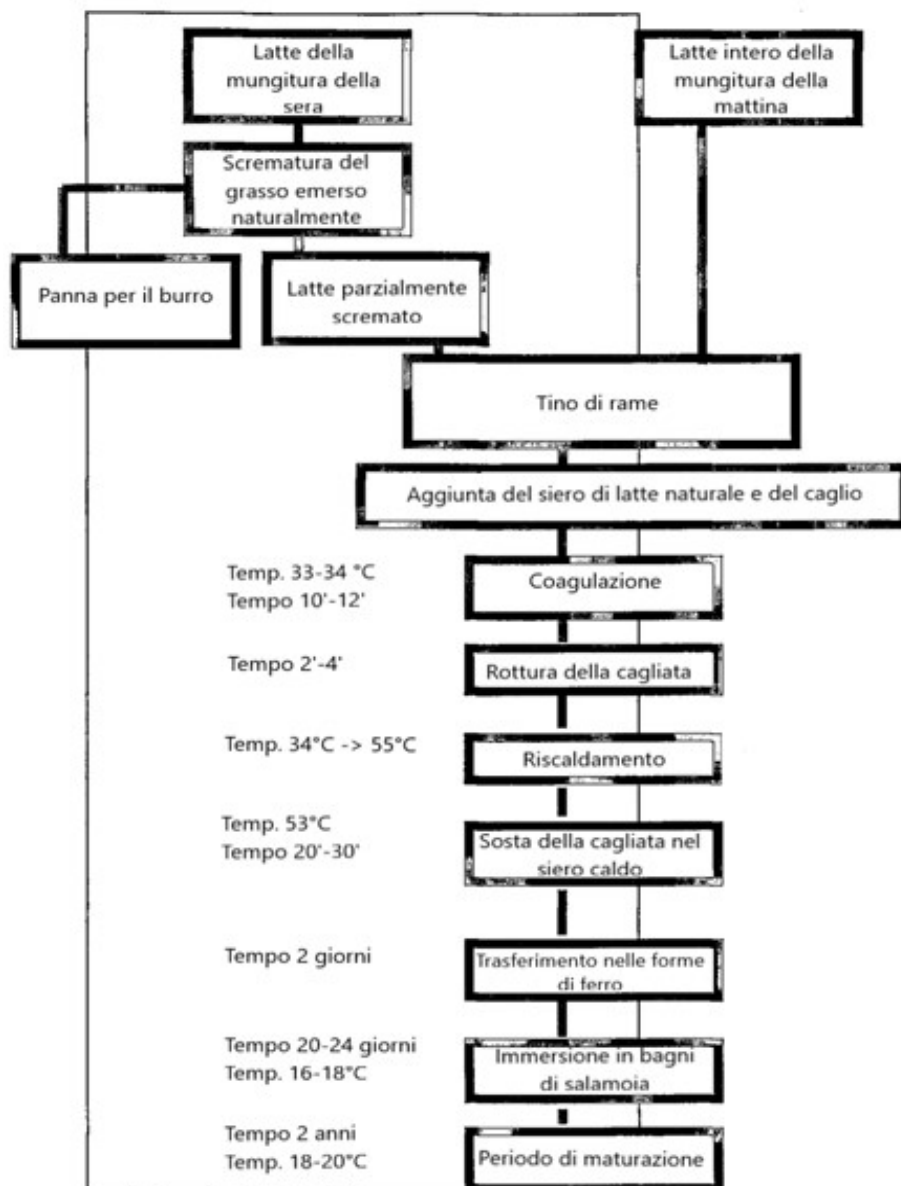 Latte della
mungitura della
sera
Latte intero della
mungitura della
mattina
Scrematura del
grasso emerso
naturalmente
Panna per il burro
Latte parzialmente
scremato
Tino di rame
Aggiunta del siero di latte naturale e del caglio
Temp. 33-34 °C
Tempo 10'-12'
Coagulazione
Tempo 2'-4'
Rottura della cagliata
Temp. 34°C -> 55°C
Riscaldamento
Temp. 53°C
Tempo 20'-30'
Sosta della cagliata nel
siero caldo
Tempo 2 giorni
Trasferimento nelle forme
di ferro
Tempo 20-24 giorni
Temp. 16-18°C
Immersione in bagni
di salamoia
Tempo 2 anni
Temp. 18-20°C
Periodo di maturazione